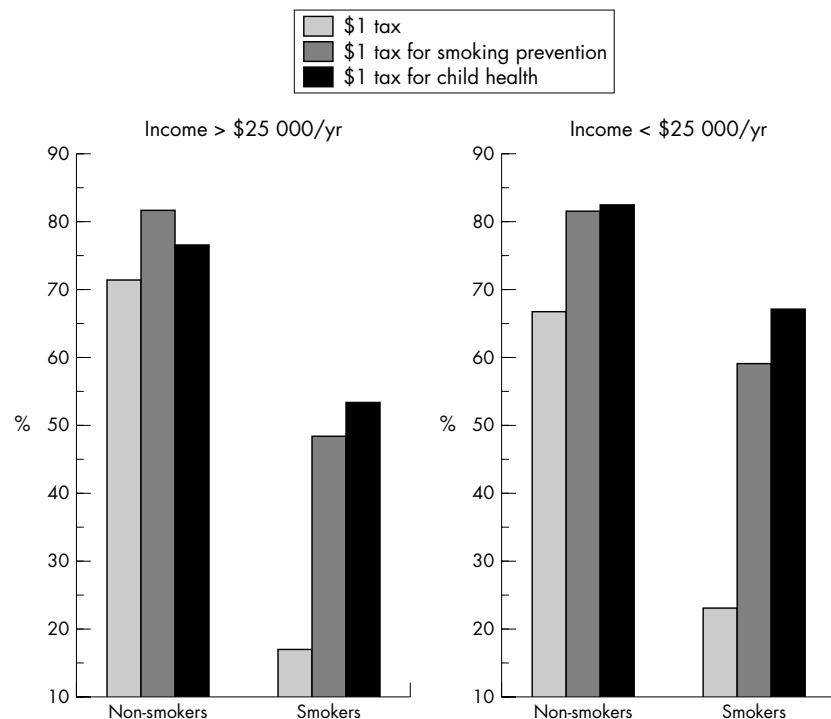 $1 tax
$1 tax for smoking prevention
$1 tax for child health
Income > $25 000/yr
90
80
70
60
%
50
40
30
20
10
Non-smokers
Smokers
Income < $25 000/yr
90
80
70
60
%
50
40
30
20
10
Non-smokers
Smokers